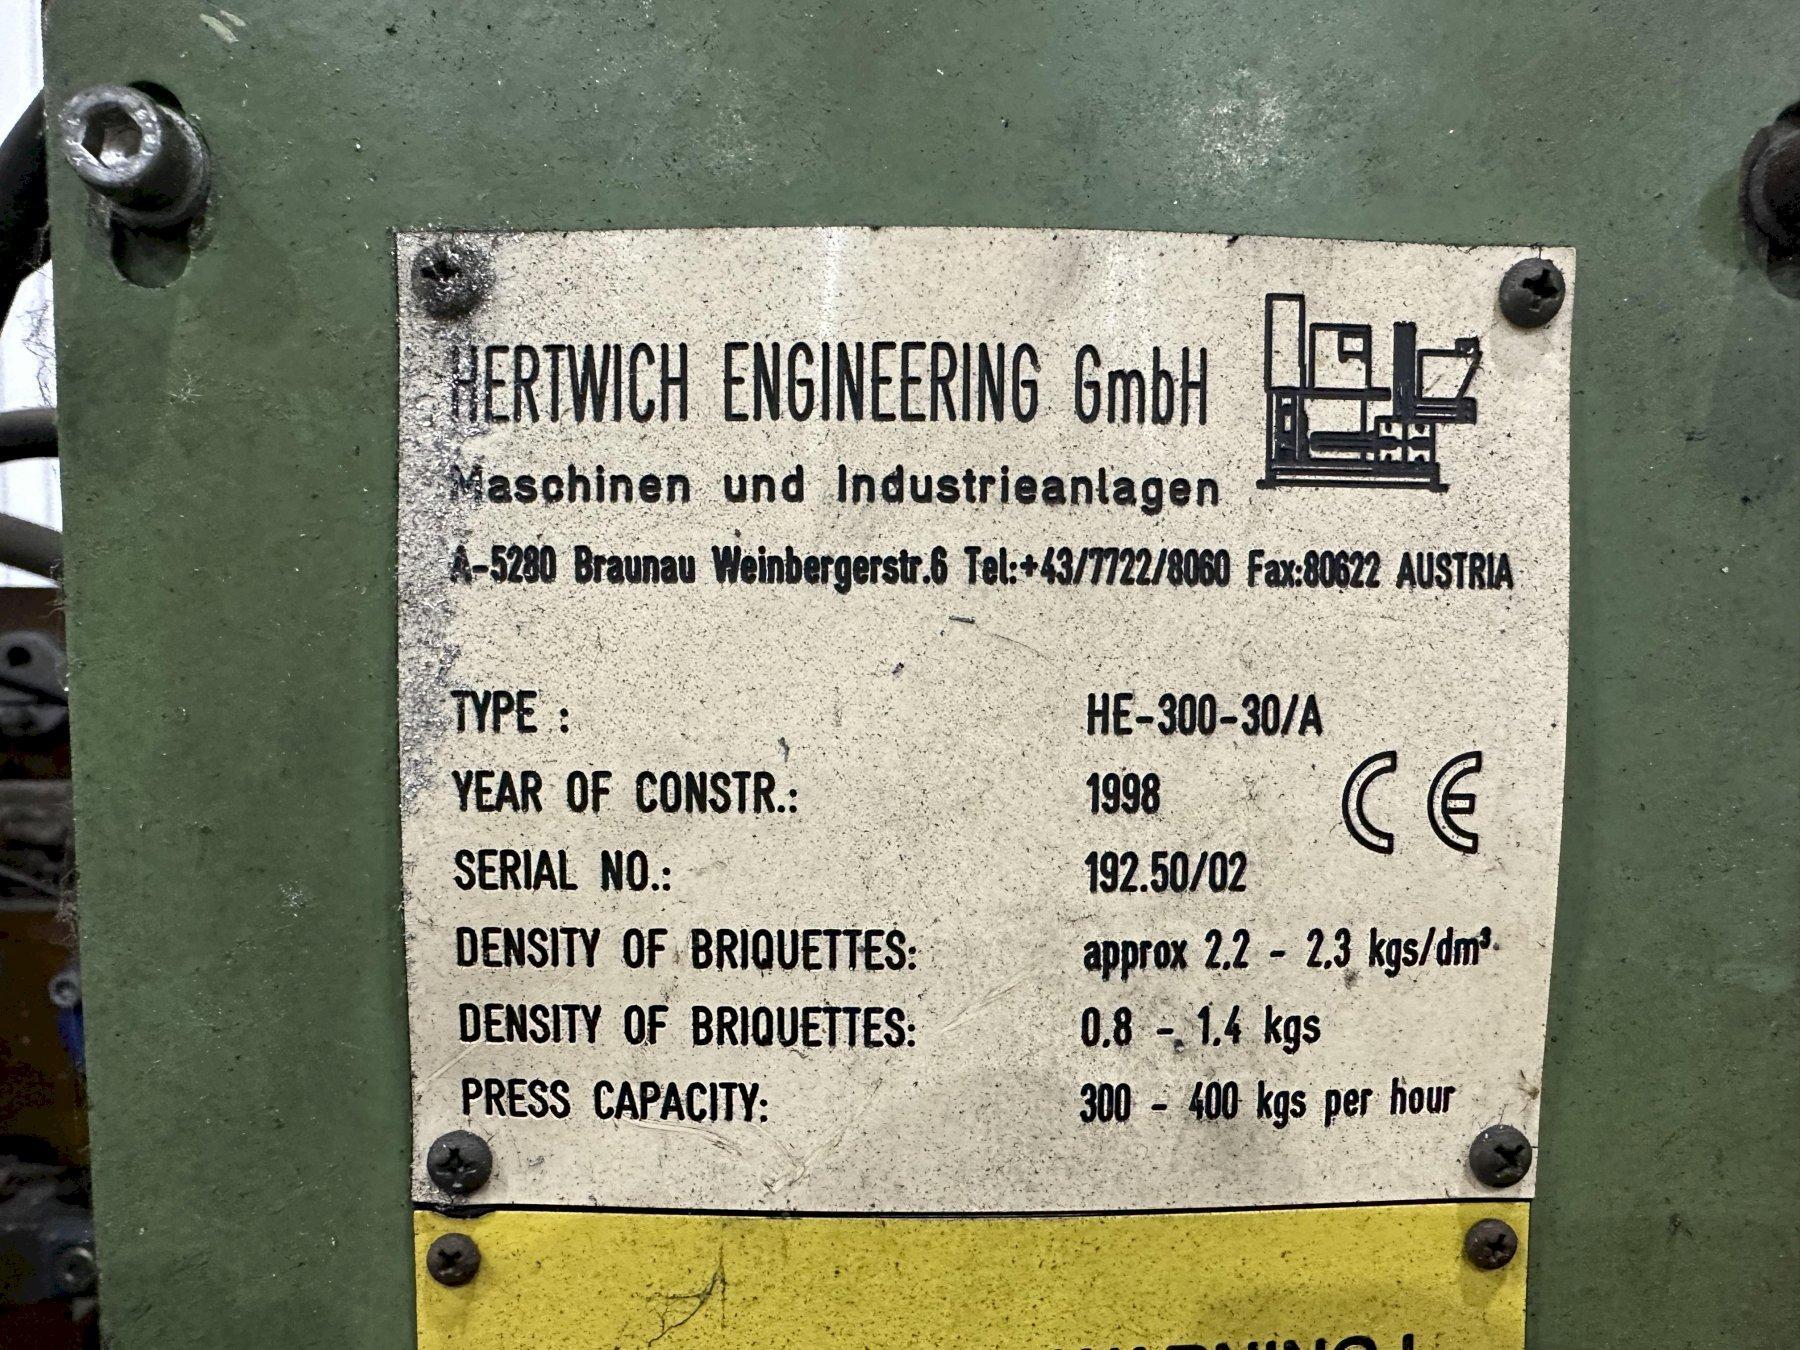 HERTWICH ENGINEERING GmbH
Maschinen und Industrieanlagen
A-5280 Braunau Weinbergerstr.6 Tel:+43/7722/8060 Fax:80622 AUSTRIA
TYPE : HE-300-30/A
YEAR OF CONSTR.: 1998 CE
SERIAL NO.: 192.50/02
DENSITY OF BRIQUETTES: approx 2.2 - 2.3 kgs/dm³
DENSITY OF BRIQUETTES: 0.8 - 1.4 kgs
PRESS CAPACITY: 300 - 400 kgs per hour